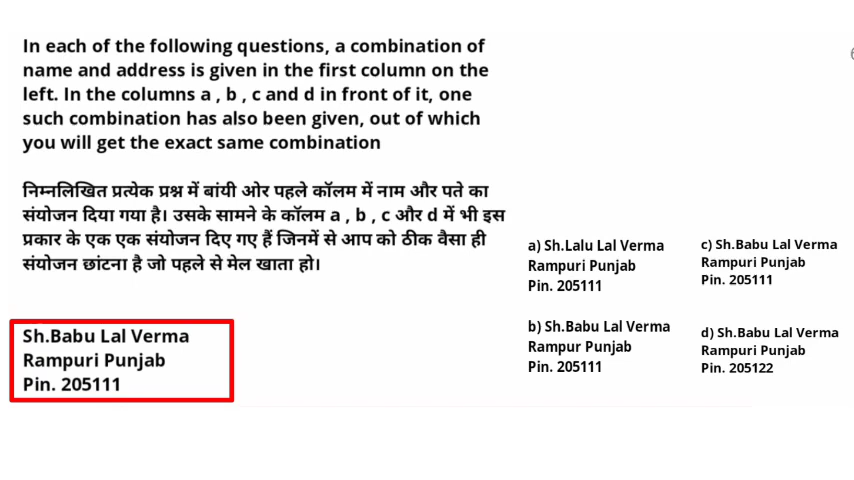 In each of the following questions, a combination of
name and address is given in the first column on the
left. In the columns a , b , c and d in front of it, one
such combination has also been given, out of which
you will get the exact same combination
निम्नलिखित प्रत्येक प्रश्न में बांयी ओर पहले कॉलम में नाम और पते का
संयोजन दिया गया है। उसके सामने के कॉलम a , b , c और d में भी इस
प्रकार के एक एक संयोजन दिए गए हैं जिनमें से आप को ठीक वैसा ही
संयोजन छांटना है जो पहले से मेल खाता हो।
Sh.Babu Lal Verma
Rampuri Punjab
Pin. 205111
a) Sh.Lalu Lal Verma
Rampuri Punjab
Pin. 205111
b) Sh.Babu Lal Verma
Rampur Punjab
Pin. 205111
c) Sh.Babu Lal Verma
Rampuri Punjab
Pin. 205111
d) Sh.Babu Lal Verma
Rampuri Punjab
Pin. 205122